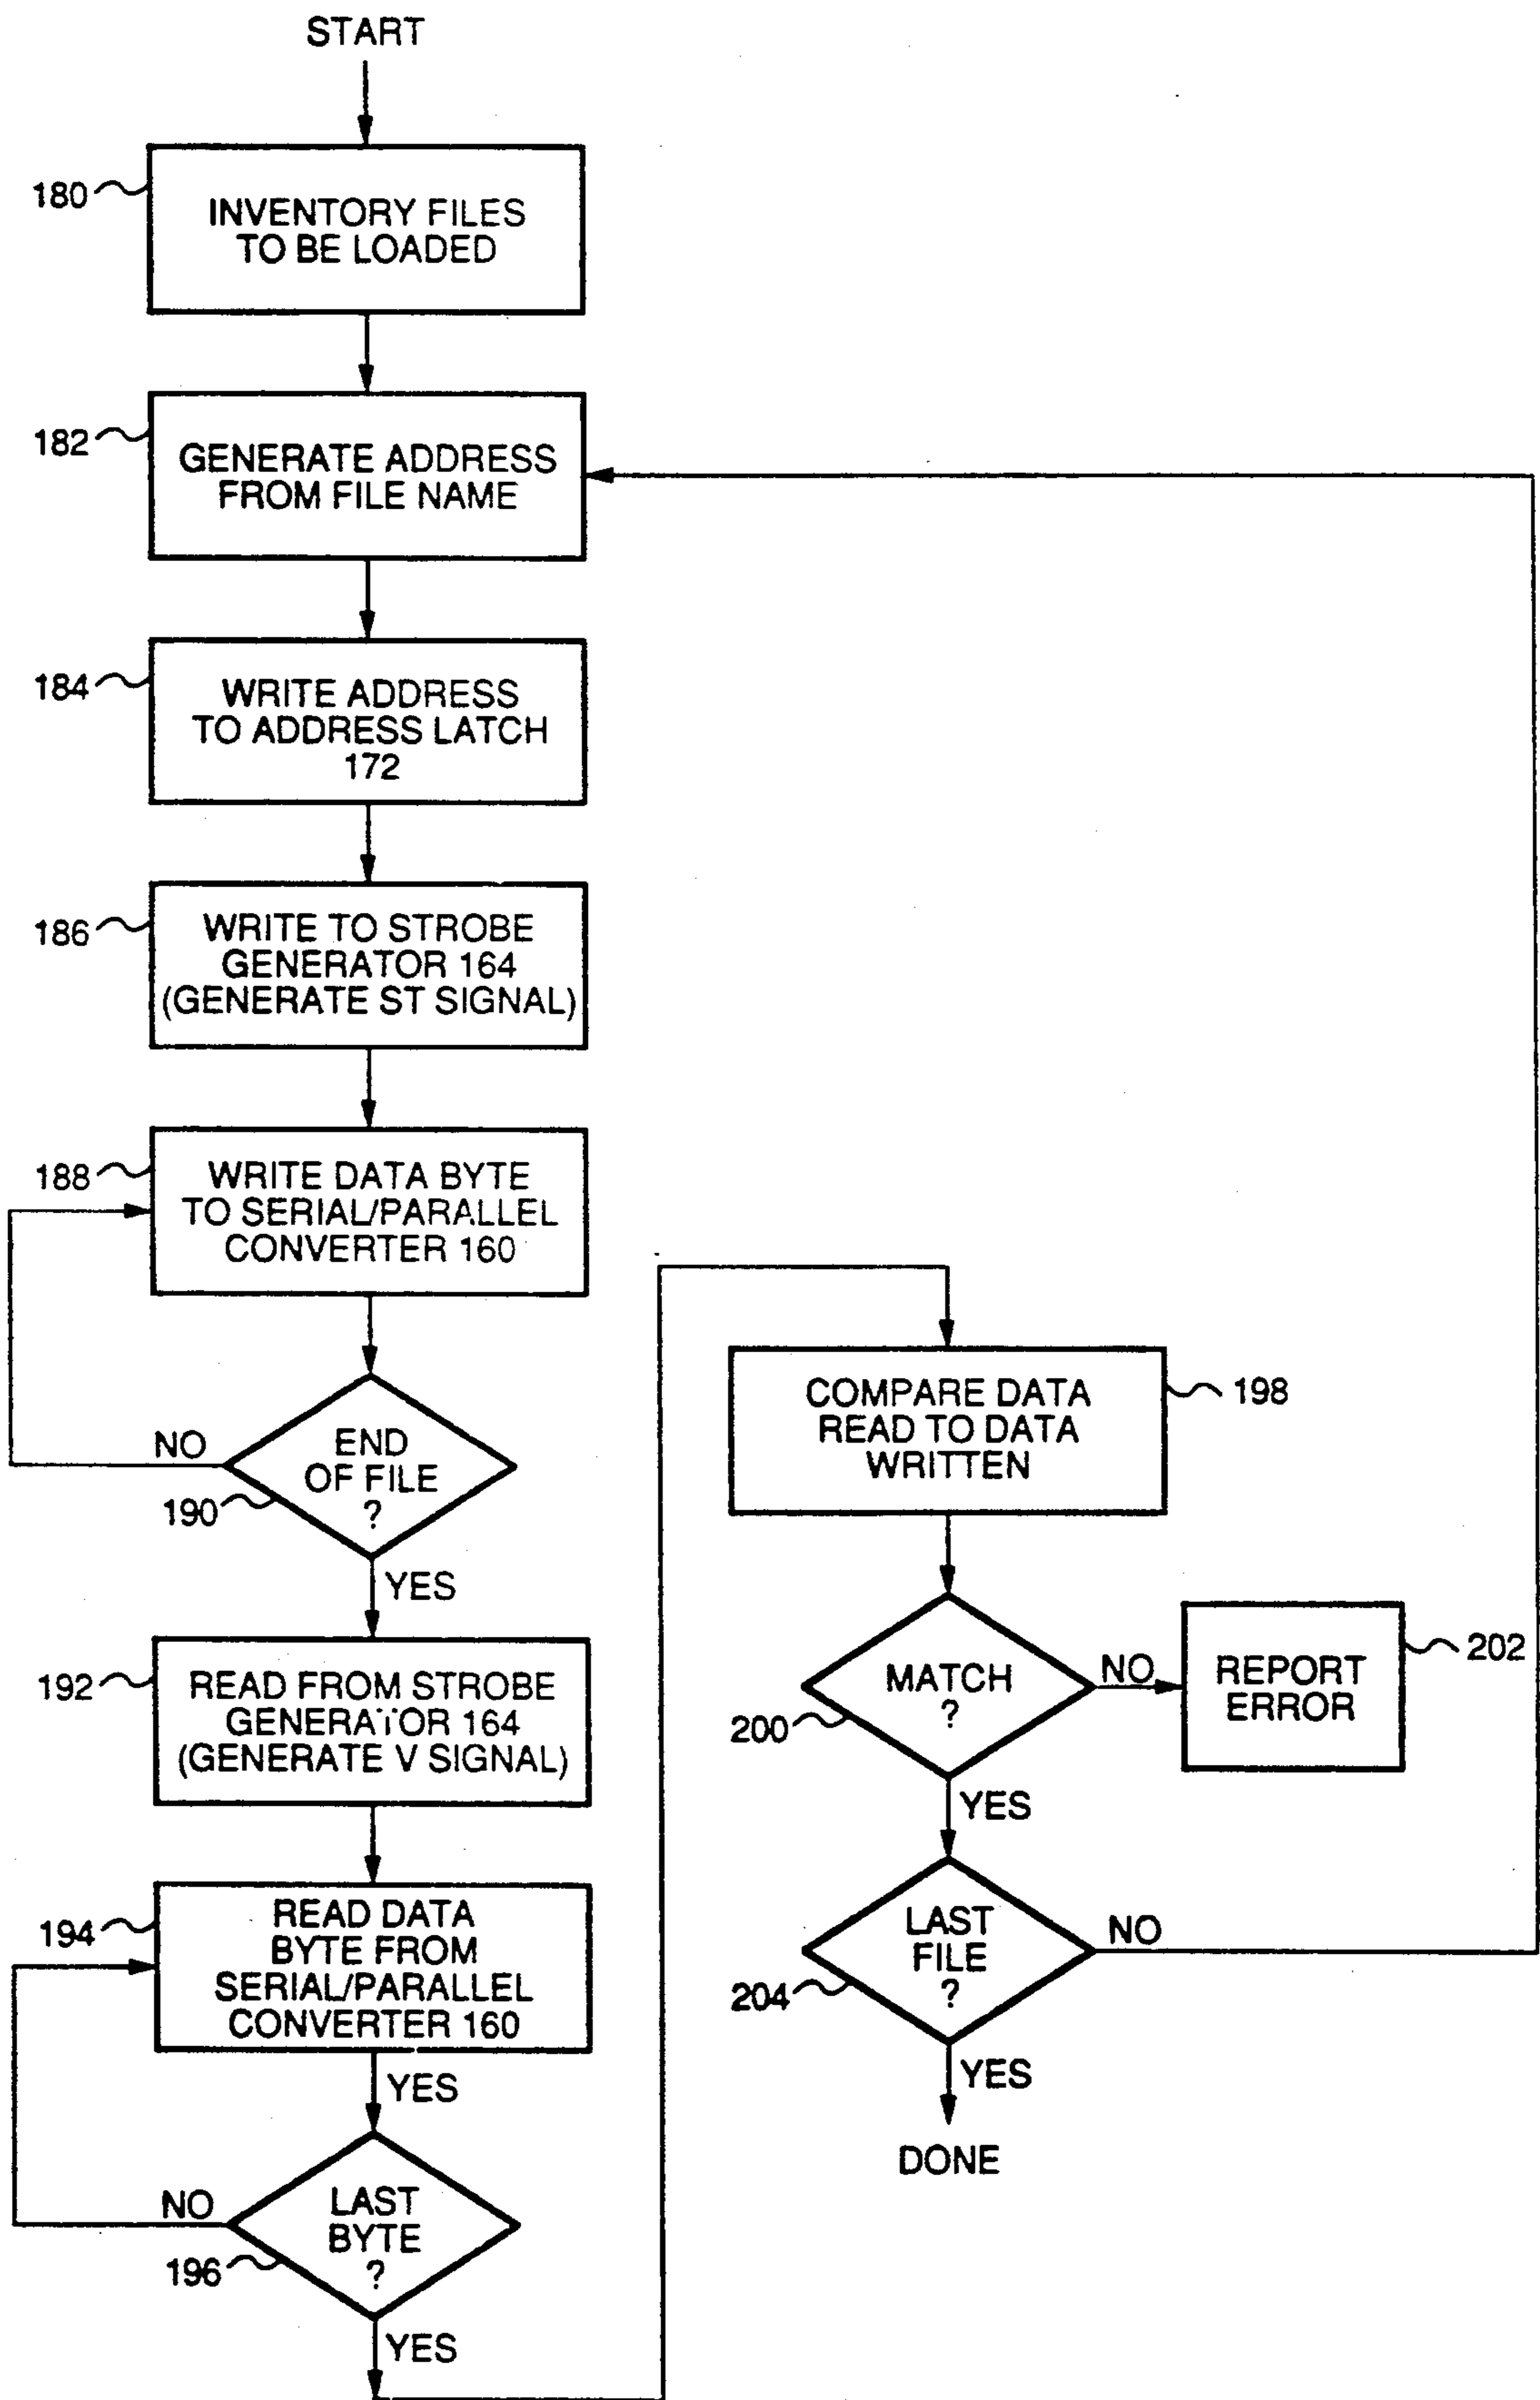 START
180
INVENTORY FILES
TO BE LOADED
182
GENERATE ADDRESS
FROM FILE NAME
184
WRITE ADDRESS
TO ADDRESS LATCH
172
186
WRITE TO STROBE
GENERATOR 164
(GENERATE ST SIGNAL)
188
WRITE DATA BYTE
TO SERIAL/PARALLEL
CONVERTER 160
NO
END
OF FILE
?
190
YES
192
READ FROM STROBE
GENERATOR 164
(GENERATE V SIGNAL)
194
READ DATA
BYTE FROM
SERIAL/PARALLEL
CONVERTER 160
YES
NO
LAST
BYTE
?
196
YES
COMPARE DATA
READ TO DATA
WRITTEN
198
MATCH
?
200
NO
REPORT
ERROR
202
YES
LAST
FILE
?
204
NO
YES
DONE